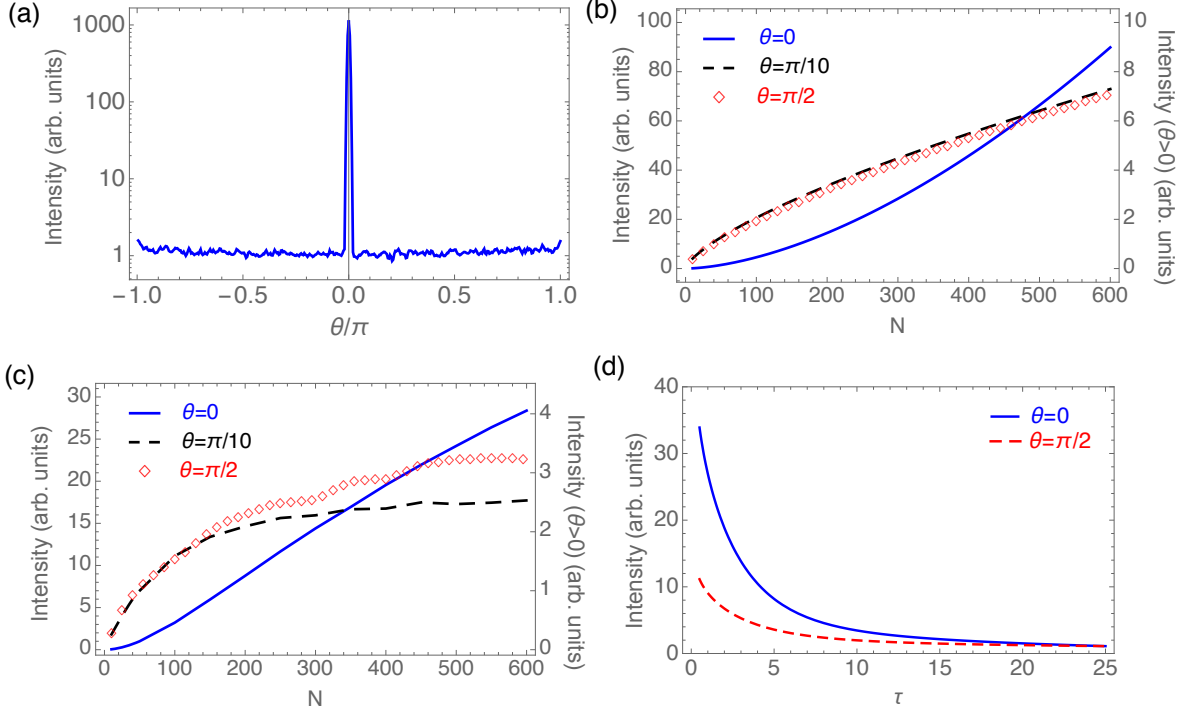 (a)
Intensity (arb. units)
1000
100
10
1
−1.0 −0.5 0.0 0.5 1.0
θ/π
(b)
Intensity (arb. units)
100
80
60
40
20
0
θ=0
θ=π/10
θ=π/2
10
8
6
4
2
0
Intensity (θ>0) (arb. units)
0 100 200 300 400 500 600
N
(c)
Intensity (arb. units)
30
25
20
15
10
5
0
θ=0
θ=π/10
θ=π/2
4
3
2
1
0
Intensity (θ>0) (arb. units)
0 100 200 300 400 500 600
N
(d)
Intensity (arb. units)
40
30
20
10
0
θ=0
θ=π/2
0 5 10 15 20 25
τ